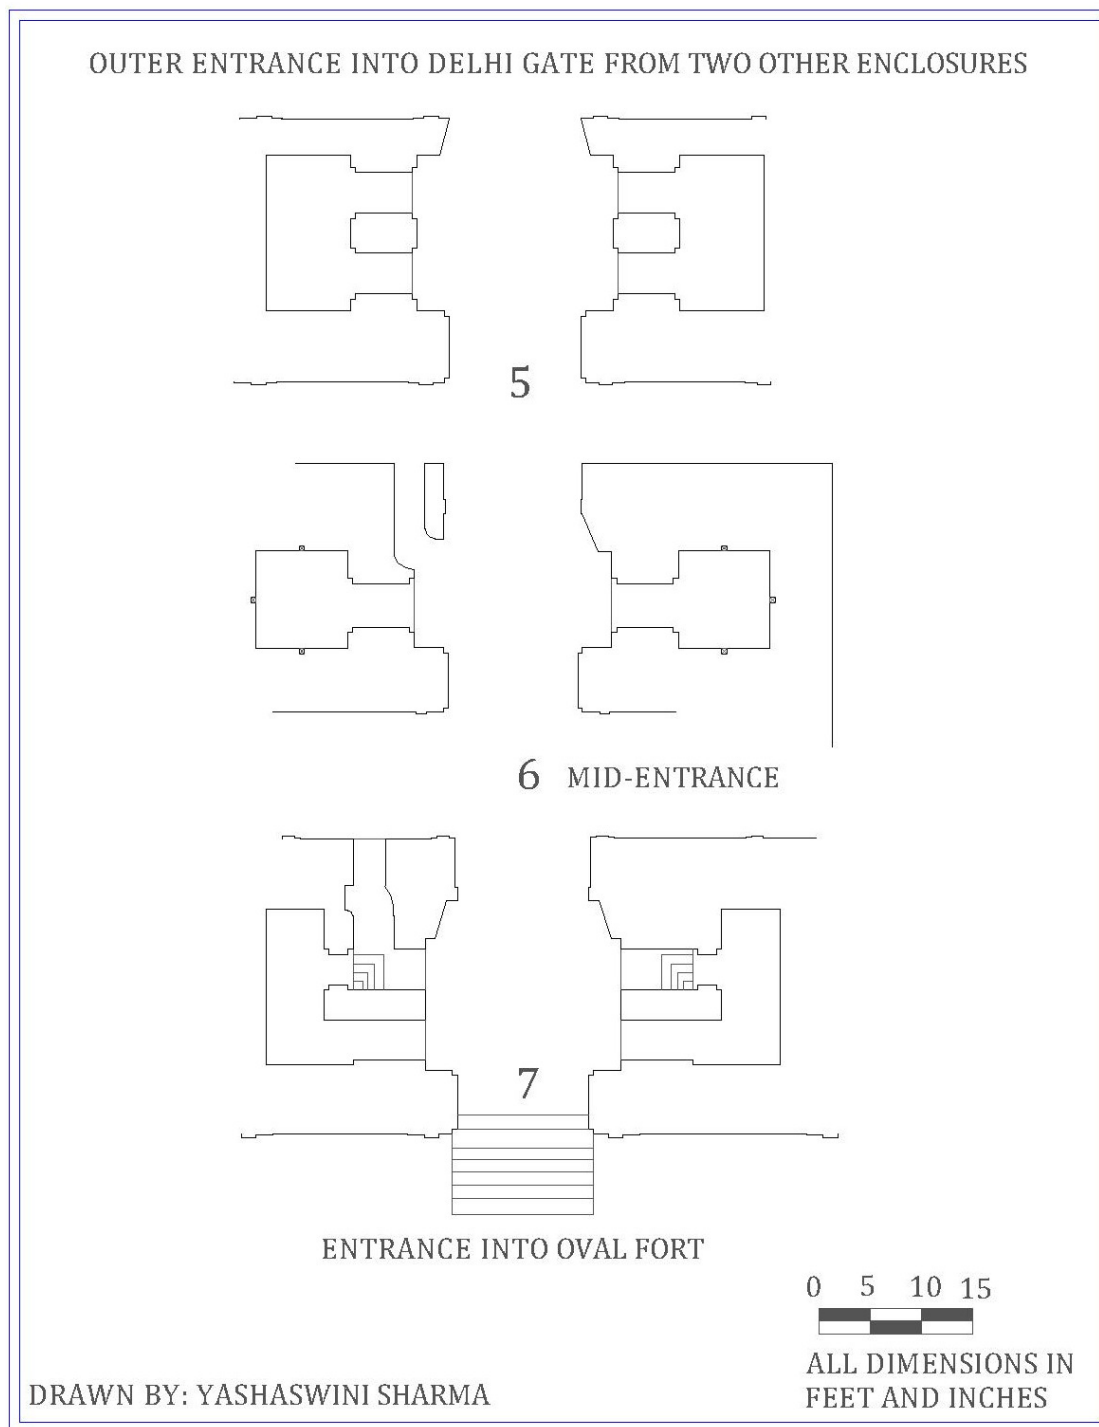 OUTER ENTRANCE INTO DELHI GATE FROM TWO OTHER ENCLOSURES
5
6 MID-ENTRANCE
7
ENTRANCE INTO OVAL FORT
0 5 10 15
ALL DIMENSIONS IN
FEET AND INCHES
DRAWN BY: YASHASWINI SHARMA